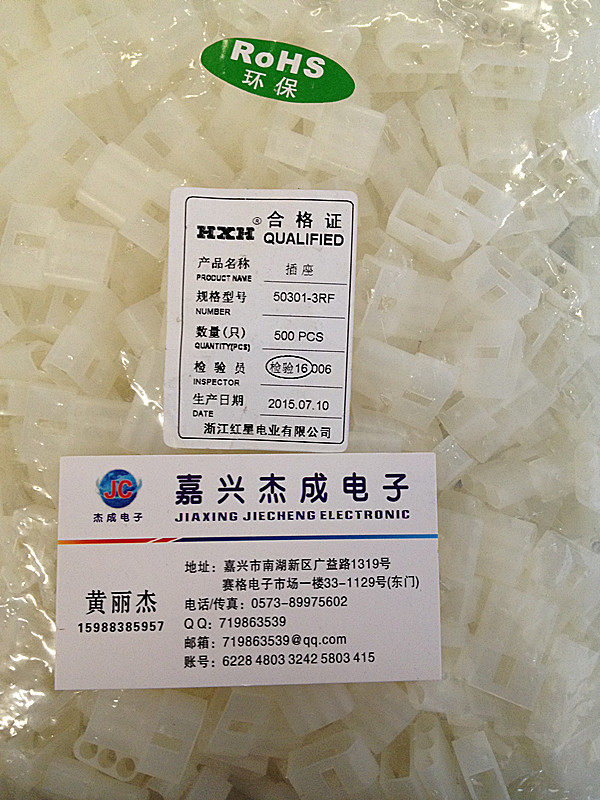 RoHS
环保
HXH® 合格证
QUALIFIED
产品名称 插座
PRODUCT NAME
规格型号 50301-3RF
NUMBER
数量(只) 500 PCS
QUANTITY(PCS)
检验员 检验16 006
INSPECTOR
生产日期 2015.07.10
DATE
浙江红星电业有限公司
JC
杰成电子
嘉兴杰成电子
JIAXING JIECHENG ELECTRONIC
黄丽杰
15988385957
地址：嘉兴市南湖新区广益路1319号
赛格电子市场一楼33-1129号(东门)
电话/传真：0573-89975602
QQ：719863539
邮箱：719863539@qq.com
账号：6228 4803 3242 5803 415